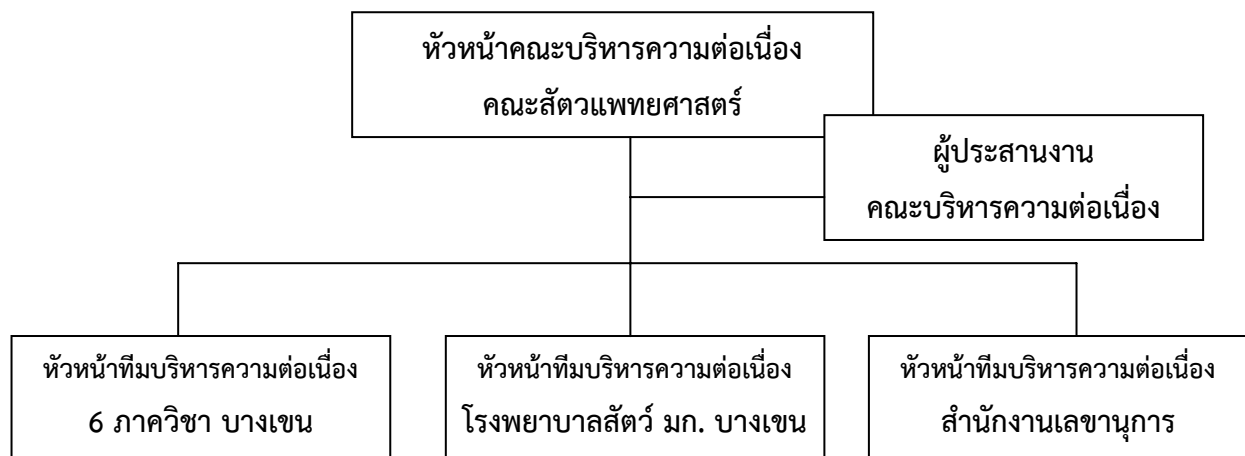 หัวหน้าคณะบริหารความต่อเนื่อง
คณะสัตวแพทยศาสตร์
ผู้ประสานงาน
คณะบริหารความต่อเนื่อง
หัวหน้าทีมบริหารความต่อเนื่อง
6 ภาควิชา บางเขน
หัวหน้าทีมบริหารความต่อเนื่อง
โรงพยาบาลสัตว์ มก. บางเขน
หัวหน้าทีมบริหารความต่อเนื่อง
สำนักงานเลขานุการ